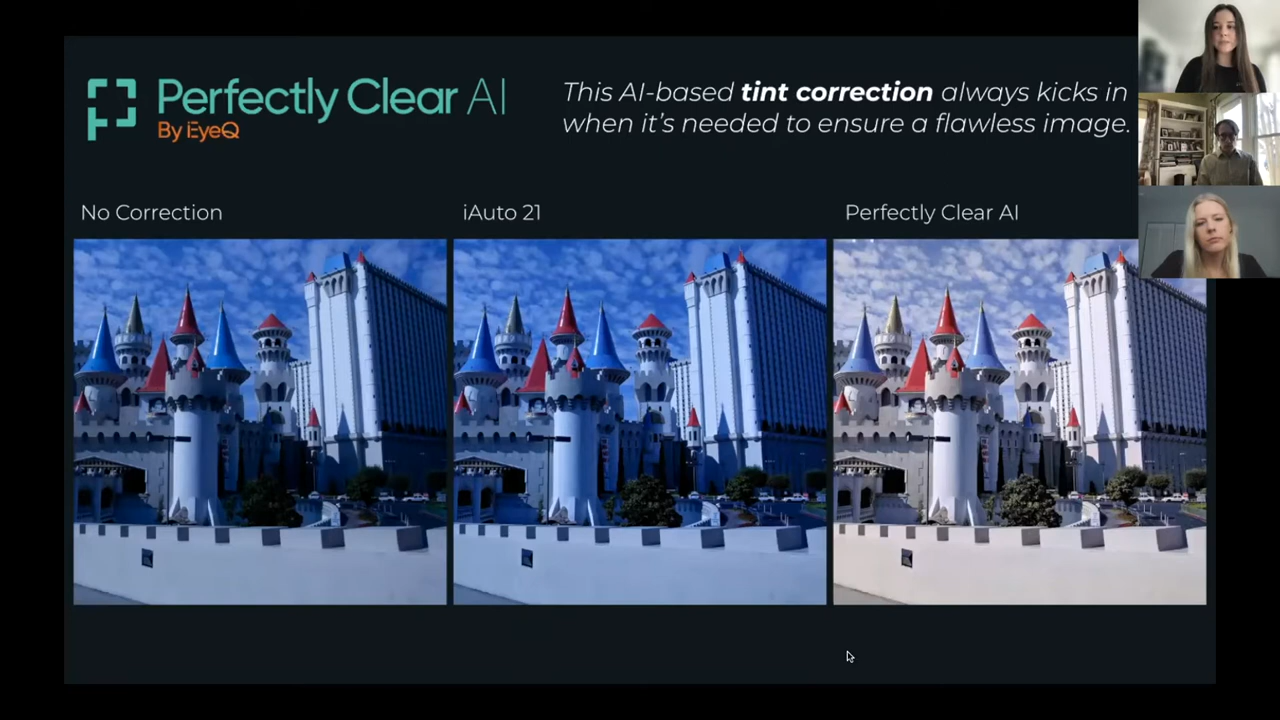 Perfectly Clear AI
By EyeQ
This AI-based tint correction always kicks in
when it's needed to ensure a flawless image.
No Correction
iAuto 21
Perfectly Clear AI